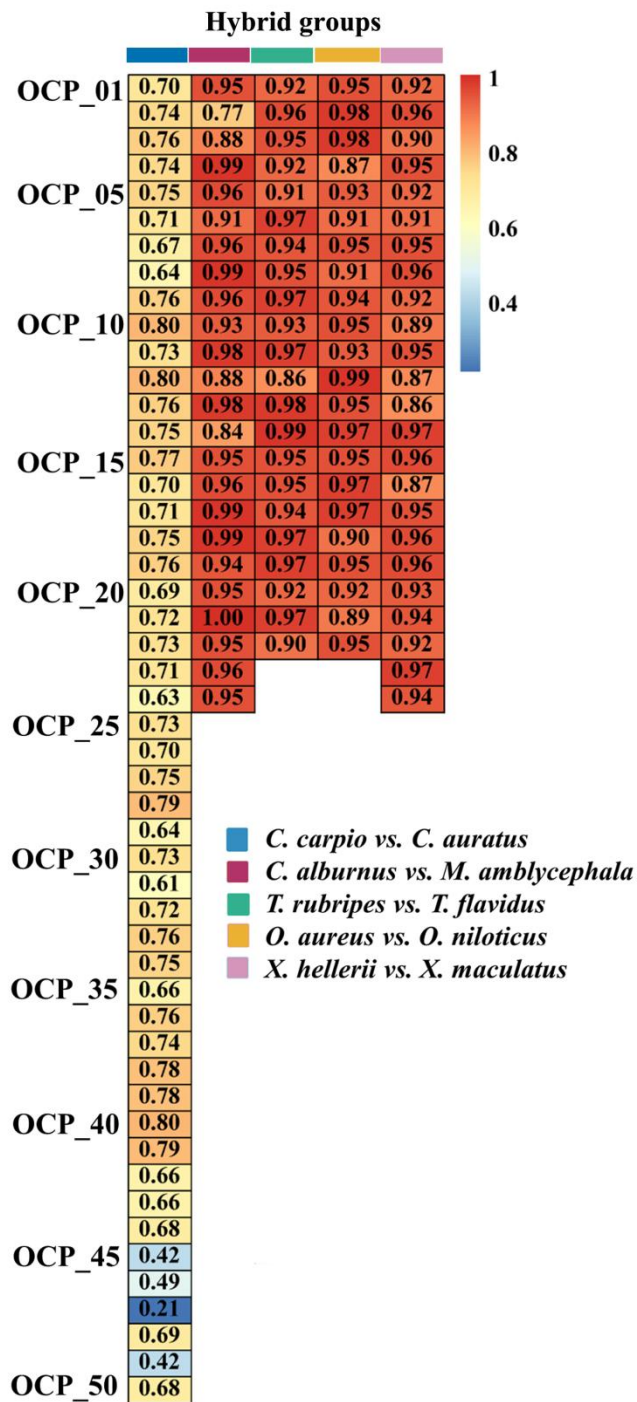 Hybrid groups
OCP_01 0.70 0.95 0.92 0.95 0.92 1
0.74 0.77 0.96 0.98 0.96
0.76 0.88 0.95 0.98 0.90
0.74 0.99 0.92 0.87 0.95 0.8
OCP_05 0.75 0.96 0.91 0.93 0.92
0.71 0.91 0.97 0.91 0.91
0.67 0.96 0.94 0.95 0.95 0.6
0.64 0.99 0.95 0.91 0.96
0.76 0.96 0.97 0.94 0.92 0.4
OCP_10 0.80 0.93 0.93 0.95 0.89
0.73 0.98 0.97 0.93 0.95
0.80 0.88 0.86 0.99 0.87
0.76 0.98 0.98 0.95 0.86
0.75 0.84 0.99 0.97 0.97
OCP_15 0.77 0.95 0.95 0.95 0.96
0.70 0.96 0.95 0.97 0.87
0.71 0.99 0.94 0.97 0.95
0.75 0.99 0.97 0.90 0.96
0.76 0.94 0.97 0.95 0.96
OCP_20 0.69 0.95 0.92 0.92 0.93
0.72 1.00 0.97 0.89 0.94
0.73 0.95 0.90 0.95 0.92
0.71 0.96 0.97
0.63 0.95 0.94
OCP_25 0.73
0.70
0.75
0.79
0.64 C. carpio vs. C. auratus
OCP_30 0.73 C. alburnus vs. M. amblycephala
0.61
0.72 T. rubripes vs. T. flavidus
0.76 O. aureus vs. O. niloticus
0.75 X. hellerii vs. X. maculatus
OCP_35 0.66
0.76
0.74
0.78
0.78
OCP_40 0.80
0.79
0.66
0.66
0.68
OCP_45 0.42
0.49
0.21
0.69
0.42
OCP_50 0.68